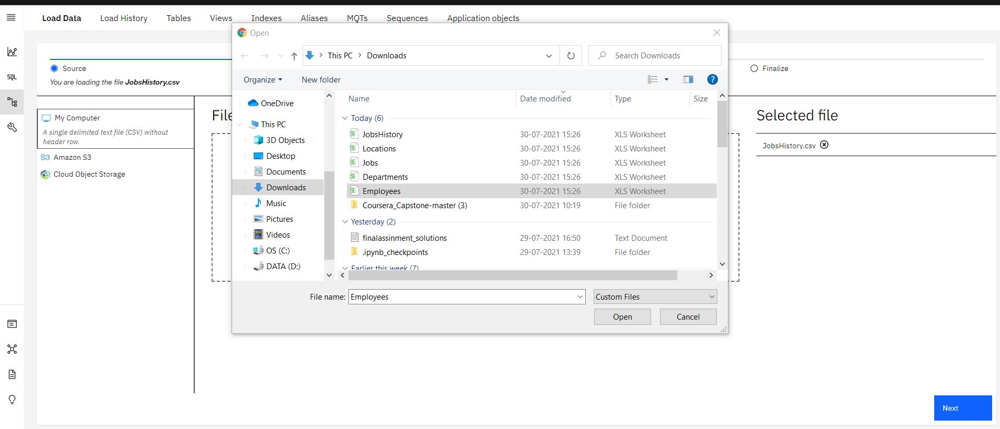 Load Data Load History Tables Views Indexes Aliases MQTs Sequences Application objects
Open
This PC Downloads
Search Downloads
Source
Finalize
You are loading the file JobsHistory.csv
SQL
Organize New folder
?
OneDrive
This PC
3D Objects
Desktop
Documents
Downloads
Music
Pictures
Videos
OS (C:)
DATA (D:)
Name Date modified Type Size
Today (6)
JobsHistory 30-07-2021 15:26 XLS Worksheet
Locations 30-07-2021 15:26 XLS Worksheet
Jobs 30-07-2021 15:26 XLS Worksheet
Departments 30-07-2021 15:26 XLS Worksheet
Employees 30-07-2021 15:26 XLS Worksheet
Coursera_Capstone-master (3) 30-07-2021 10:19 File folder
Yesterday (2)
finalassinment_solutions 29-07-2021 16:50 Text Document
.ipynb_checkpoints 29-07-2021 13:39 File folder
Earlier this week (7)
File name: Employees
Custom Files
Open Cancel
My Computer
A single delimited text file (CSV) without
header row.
S3 Amazon S3
Cloud Object Storage
File
Selected file
JobsHistory.csv
Next